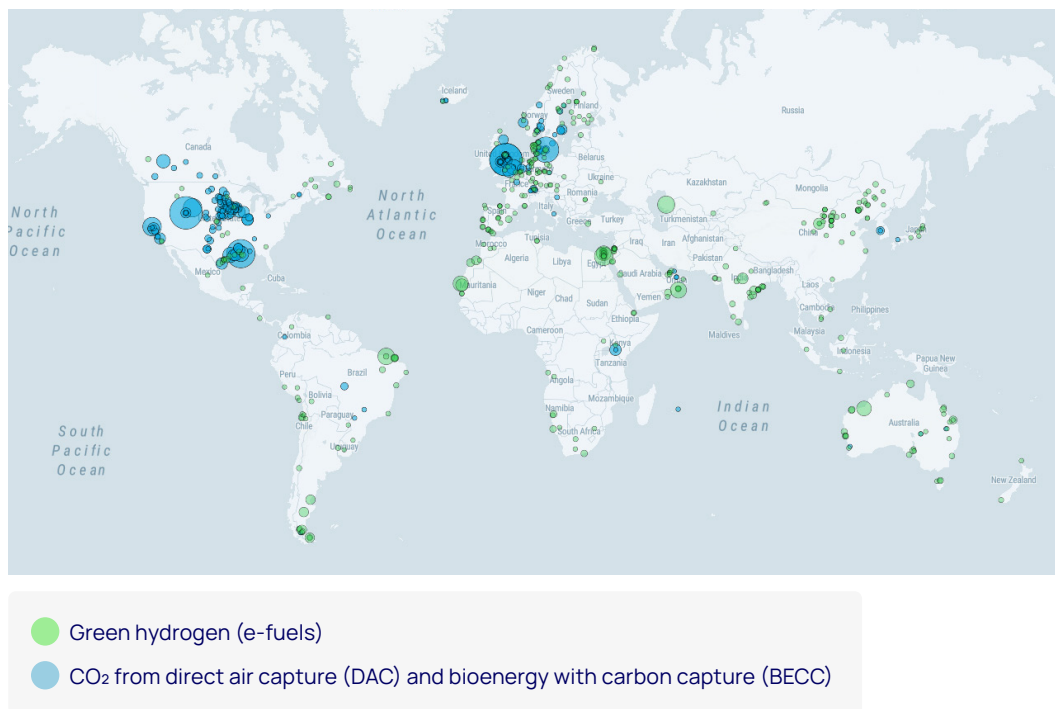 Iceland
Sweden
Finland
Norway
Russia
Canada
Belarus
Ukraine
Kazakhstan
Mongolia
Romania
North
Atlantic
Ocean
North
Pacific
Ocean
Italy
Spain
Greece
Turkey
Turkmenistan
China
Morocco
Tunisia
Iraq
Iran
Afghanistan
Pakistan
Algeria
Libya
Egypt
Mexico
Cuba
Saudi Arabia
Oman
India
Bangladesh
Mauritania
Niger
Chad
Sudan
Yemen
Laos
Cambodia
Philippines
Ethiopia
Maldives
Malaysia
Colombia
Cameroon
Kenya
Indonesia
Papua New
Guinea
Peru
Brazil
Tanzania
Angola
Bolivia
Mozambique
Namibia
Indian
Ocean
Paraguay
Chile
Australia
South
Pacific
Ocean
Uruguay
South Africa
New Zealand
Green hydrogen (e-fuels)
CO₂ from direct air capture (DAC) and bioenergy with carbon capture (BECC)